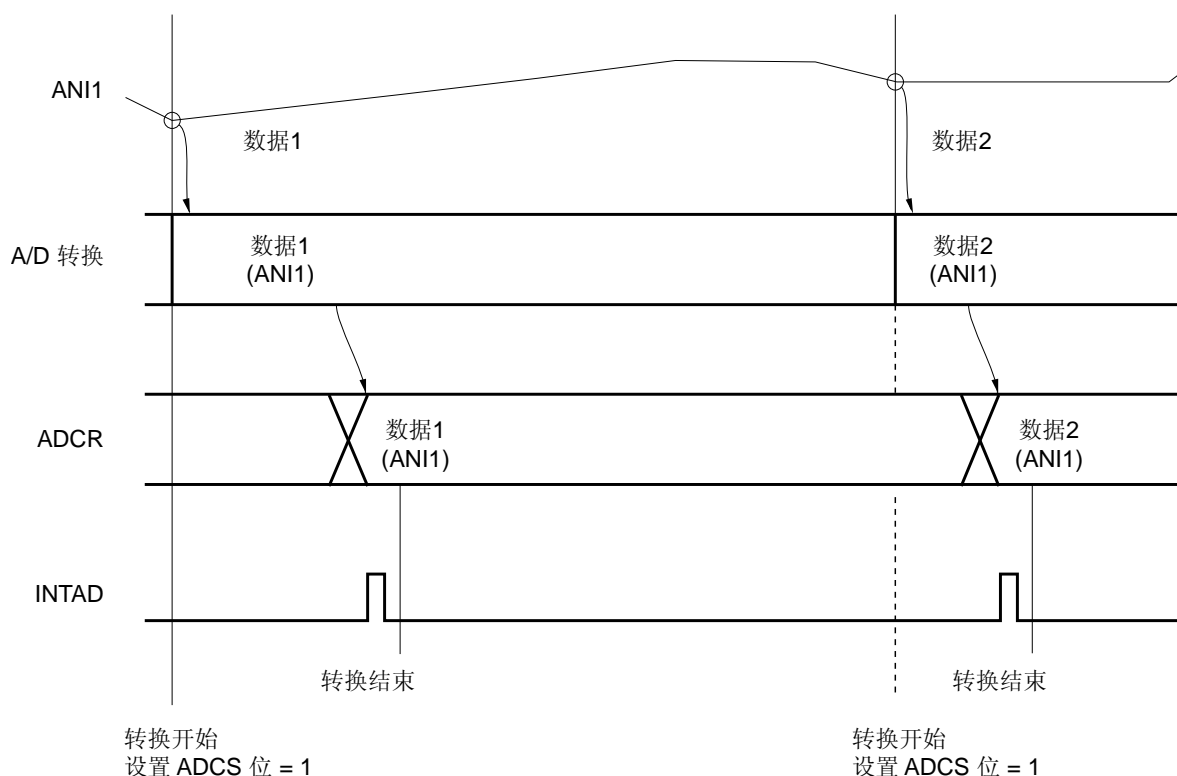 ANI1
数据1
数据2
A/D 转换
数据1
(ANI1)
数据2
(ANI1)
ADCR
数据1
(ANI1)
数据2
(ANI1)
INTAD
转换结束
转换结束
转换开始
设置 ADCS 位 = 1
转换开始
设置 ADCS 位 = 1